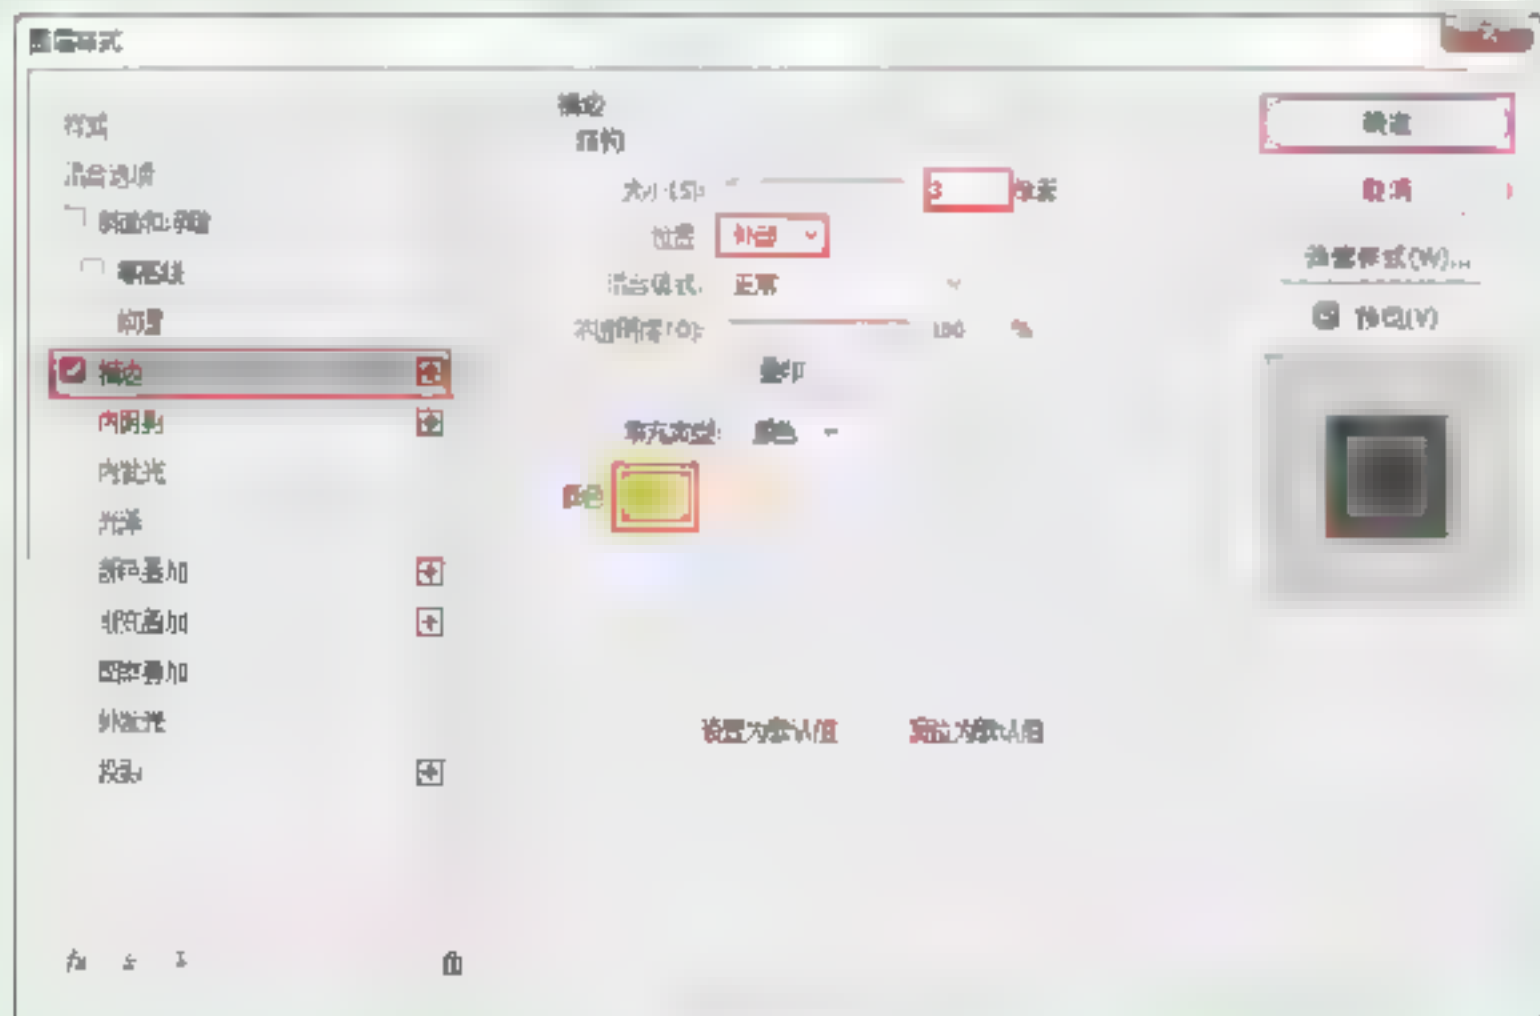 图层样式
样式
混合选项
斜面和浮雕
等高线
纹理
描边
内阴影
内发光
光泽
颜色叠加
渐变叠加
图案叠加
外发光
投影
描边
结构
大小(S):
3
像素
位置
混合模式:
正常
不透明度(O):
100
%
叠印
填充类型:
颜色
颜色
设置为默认值
复位为默认值
确定
取消
新建样式(W)...
预览(V)
fx